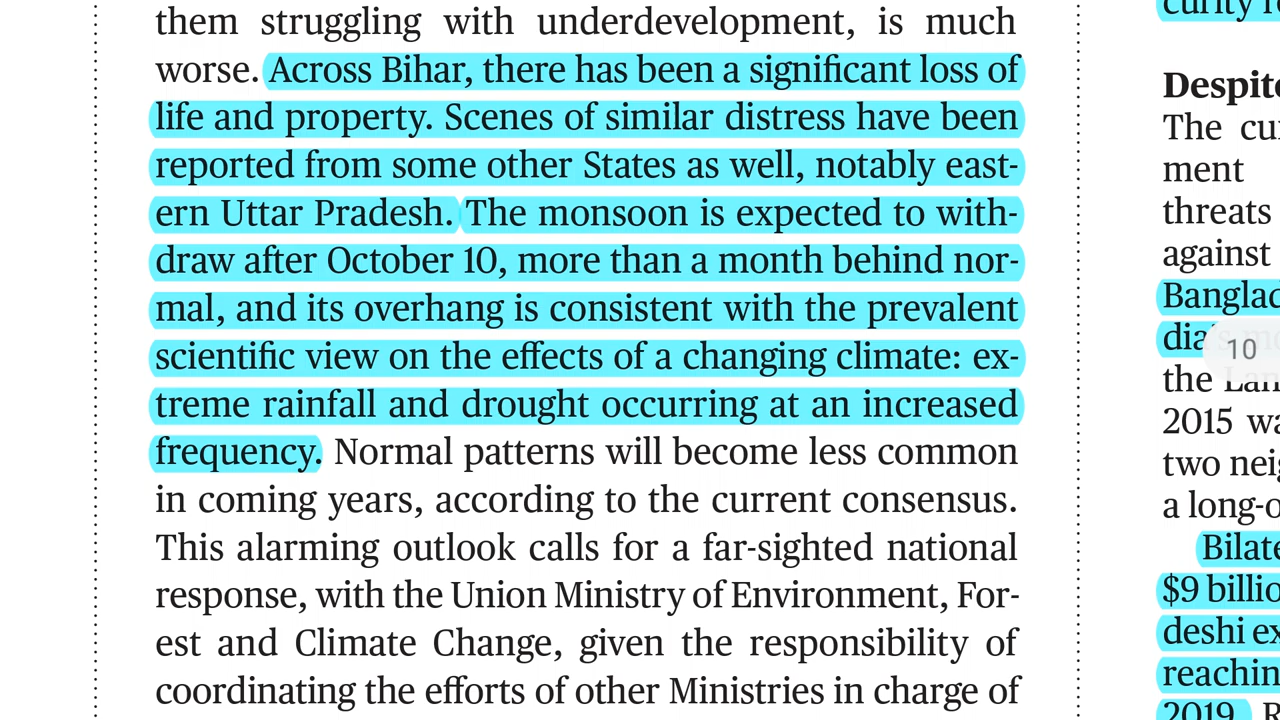 them struggling with underdevelopment, is much
worse. Across Bihar, there has been a significant loss of
life and property. Scenes of similar distress have been
reported from some other States as well, notably east-
ern Uttar Pradesh. The monsoon is expected to with-
draw after October 10, more than a month behind nor-
mal, and its overhang is consistent with the prevalent
scientific view on the effects of a changing climate: ex-
treme rainfall and drought occurring at an increased
frequency. Normal patterns will become less common
in coming years, according to the current consensus.
This alarming outlook calls for a far-sighted national
response, with the Union Ministry of Environment, For-
est and Climate Change, given the responsibility of
coordinating the efforts of other Ministries in charge of
curity
Despite
The
ment
threats
against
dia's
10
the
2015
two
a
$9
deshi
2019.